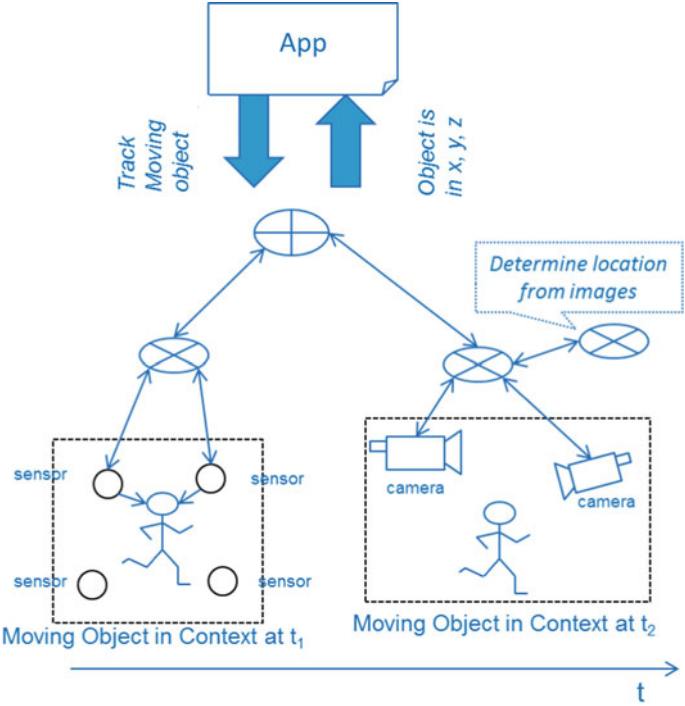 App
Track
Moving
object
Object is
in x, y, z
Determine location
from images
sensor
sensor
camera
camera
sensor
sensor
Moving Object in Context at t₁
Moving Object in Context at t₂
t